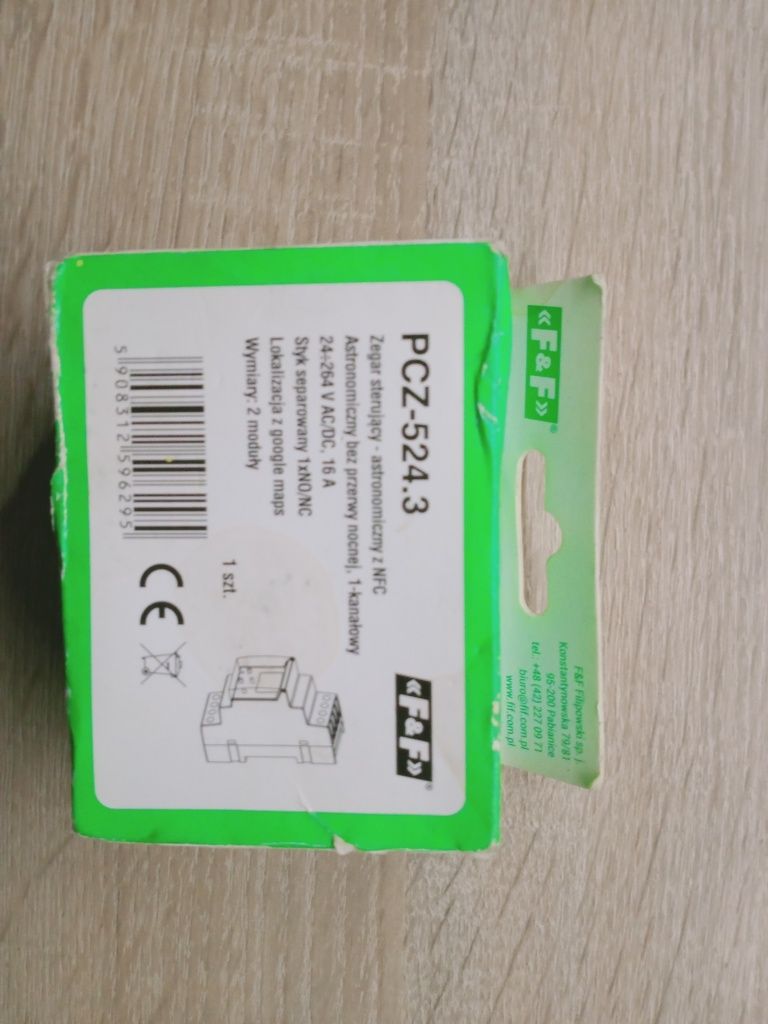 «F&F»®
F&F Filipowski sp. j.
Konstantynowska 79/81
95-200 Pabianice
tel.: +48 (42) 227 09 71
biuro@fif.com.pl
www.fif.com.pl
PCZ-524.3
«F&F»®
Zegar sterujący - astronomiczny z NFC
Astronomiczny bez przerwy nocnej, 1-kanałowy
24÷264 V AC/DC, 16 A
Styk separowany 1xNO/NC
Lokalizacja z google maps
Wymiary: 2 moduły
1 szt.
5 908312 596295
CE